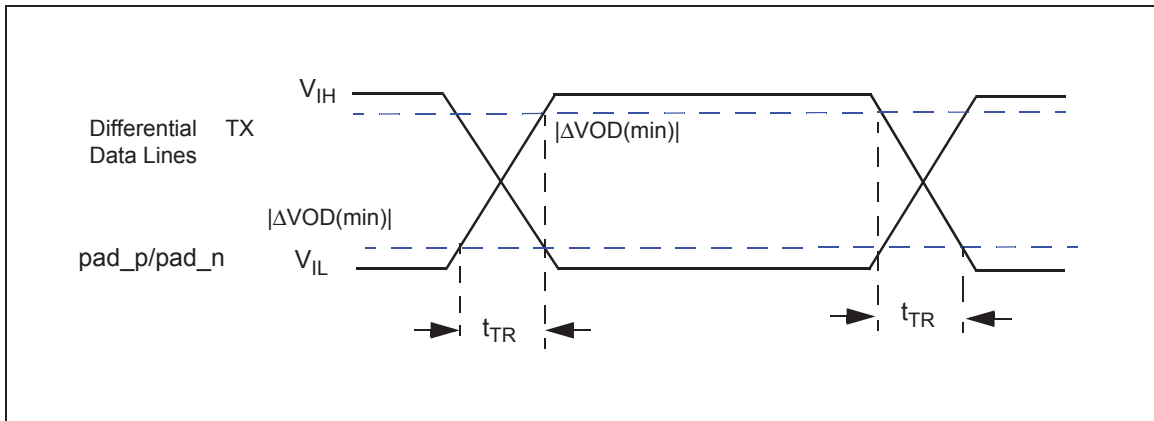 V_IH
Differential TX
Data Lines
|ΔVOD(min)|
|ΔVOD(min)|
pad_p/pad_n
V_IL
t_TR
t_TR